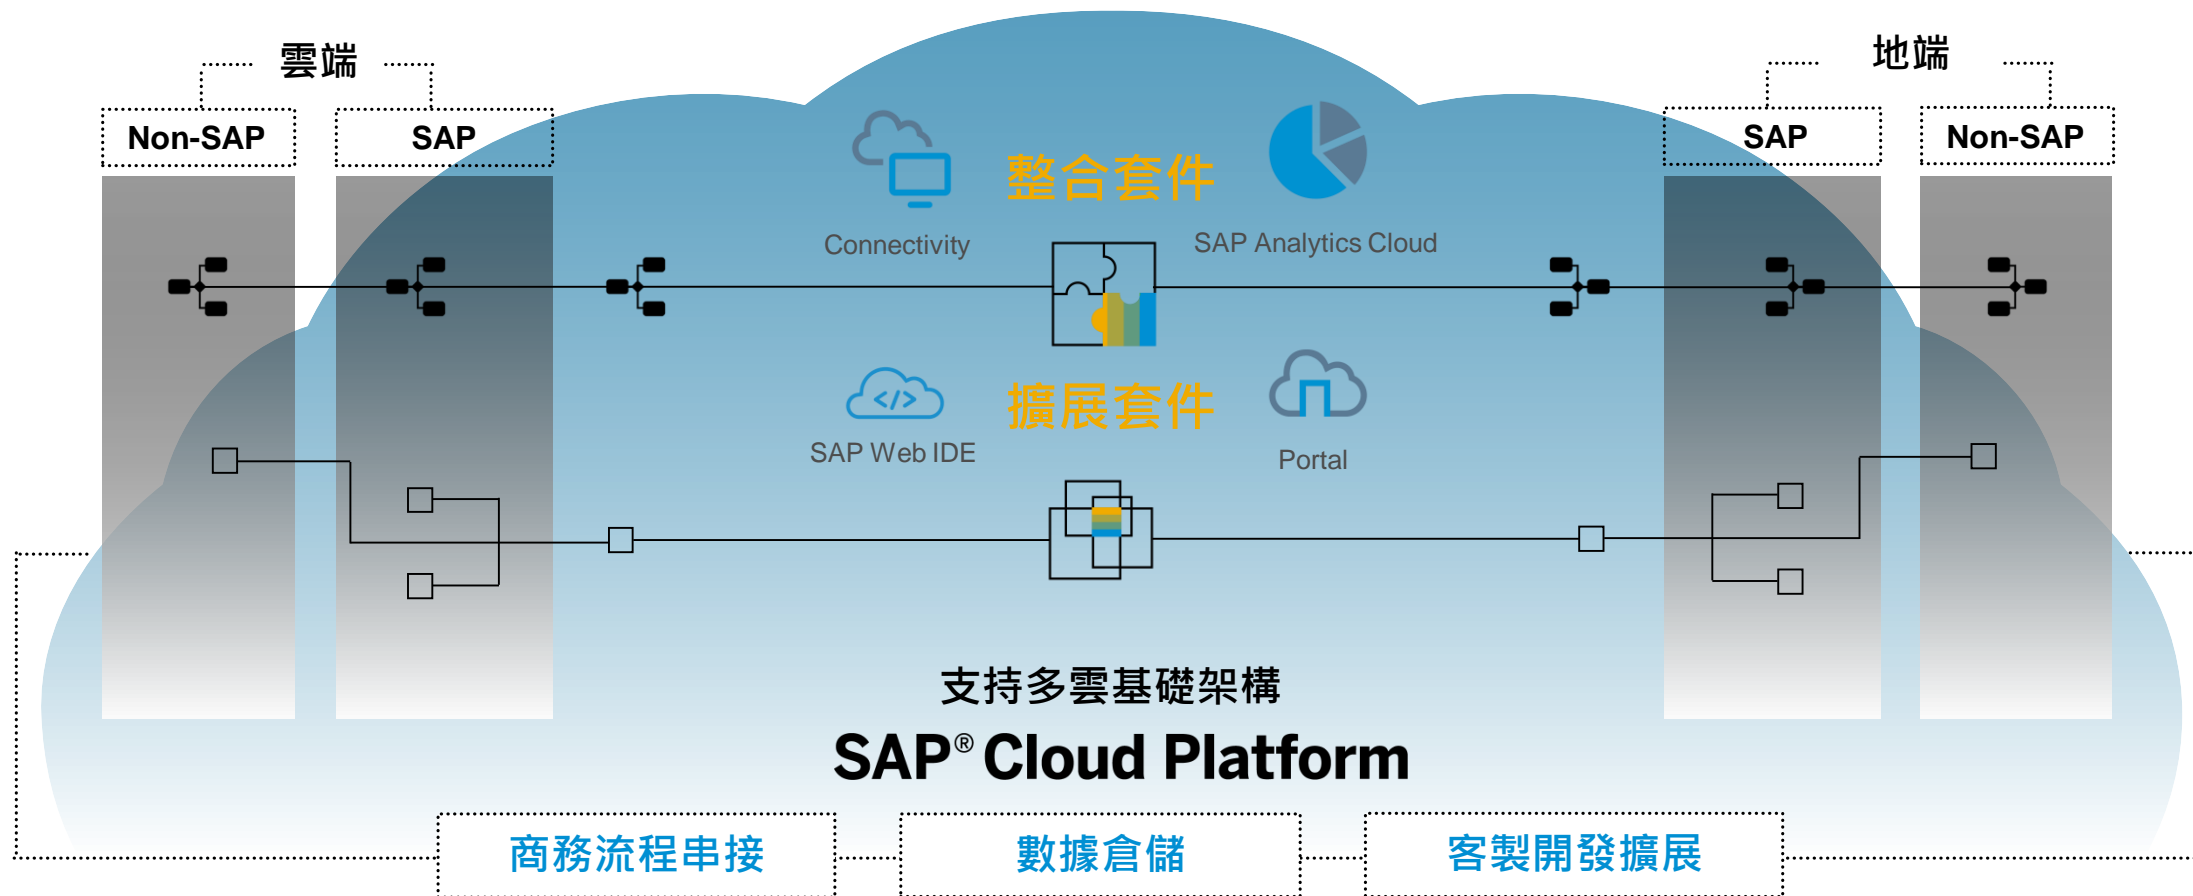 雲端
地端
Non-SAP
SAP
SAP
Non-SAP
整合套件
Connectivity
SAP Analytics Cloud
擴展套件
</>
SAP Web IDE
Portal
支持多雲基礎架構
SAP® Cloud Platform
商務流程串接
數據倉儲
客製開發擴展